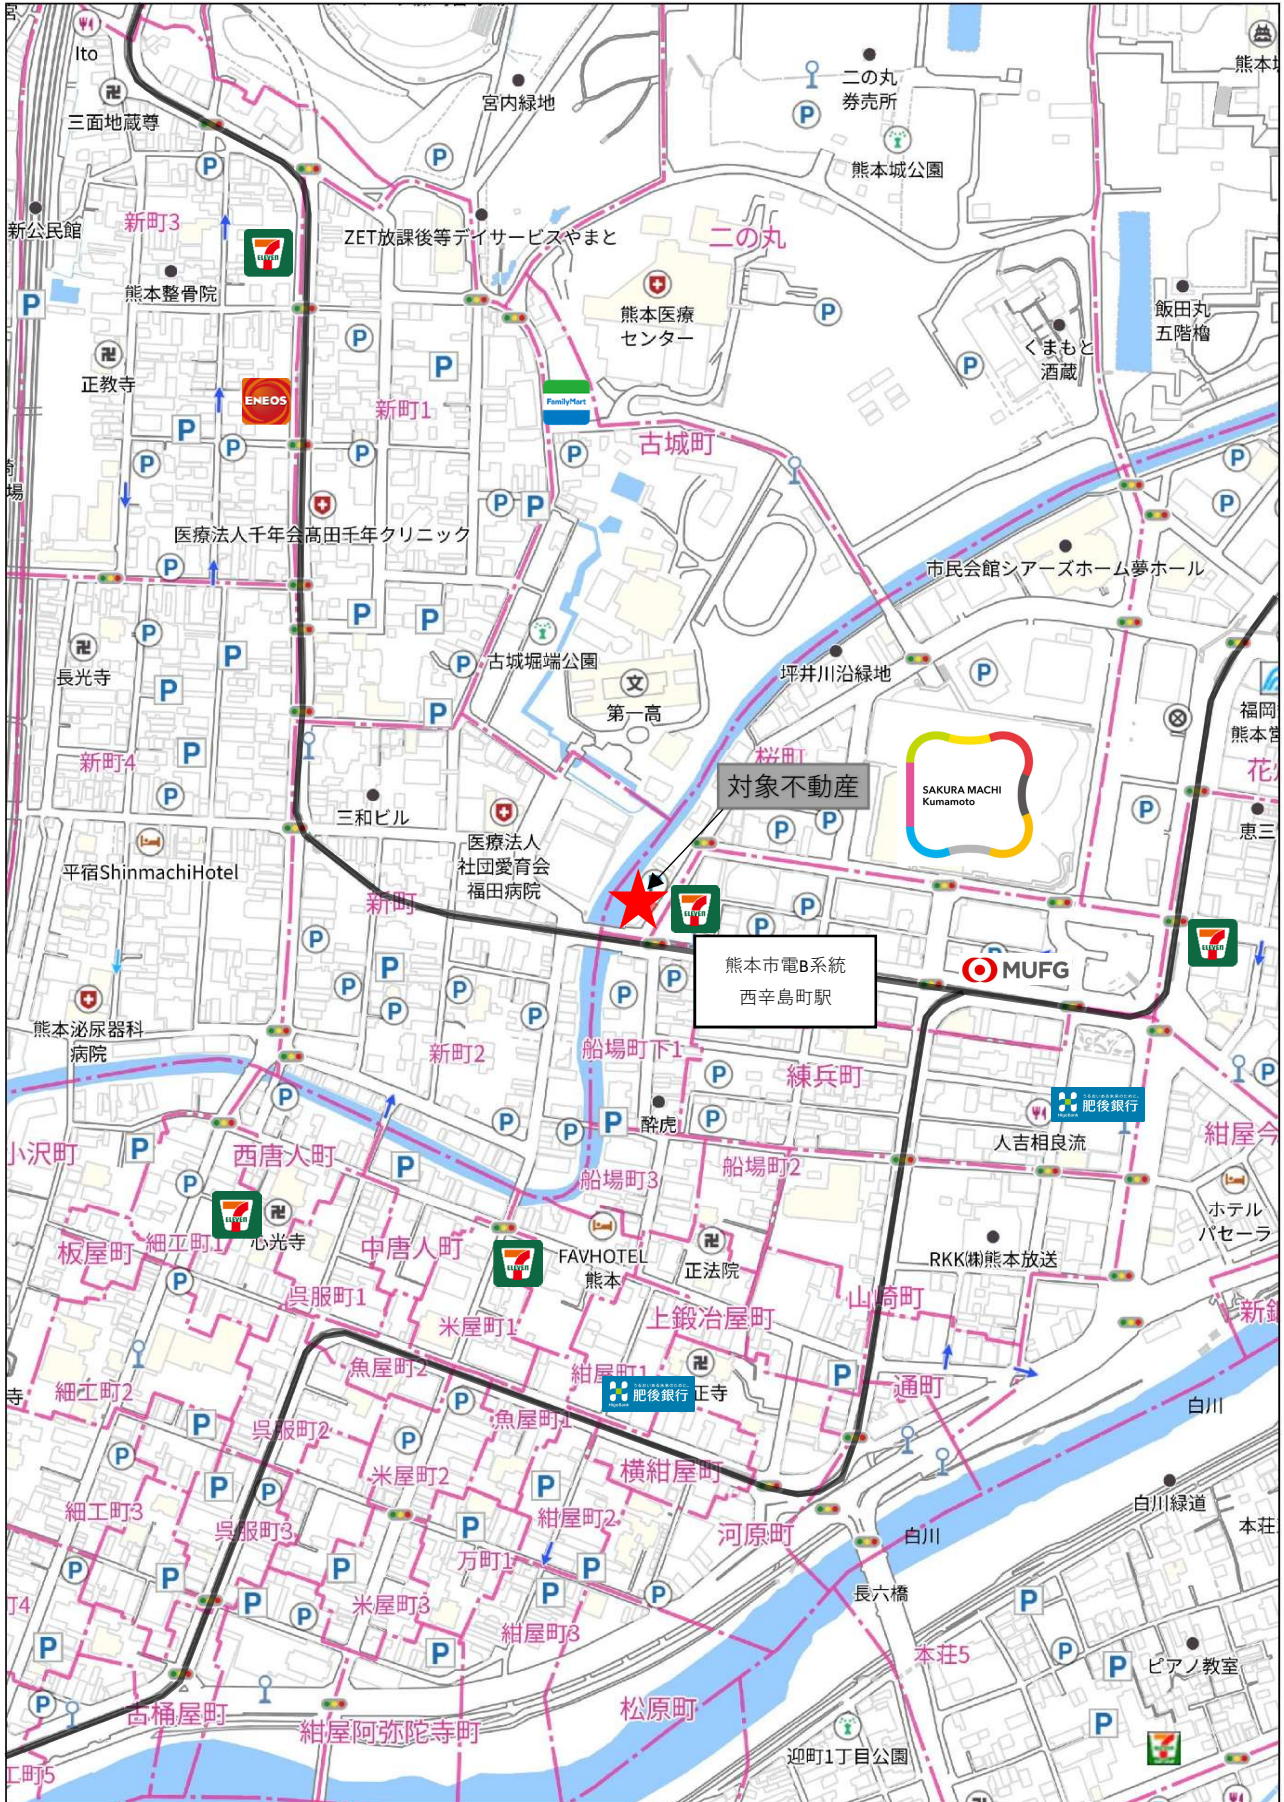 Ito
三面地蔵尊
宮内緑地
二の丸
券売所
熊本城公園
新公民館
新町3
ELEVEN
ZET放課後等デイサービスやまと
二の丸
熊本整骨院
熊本医療
センター
飯田丸
五階櫓
くまもと
酒蔵
正教寺
ENEOS
新町1
FamilyMart
古城町
医療法人千年会髙田千年クリニック
市民会館シアーズホーム夢ホール
長光寺
古城堀端公園
坪井川沿緑地
文
第一高
福岡
新町4
桜町
対象不動産
SAKURA MACHI
Kumamoto
三和ビル
医療法人
社団愛育会
福田病院
平宿ShinmachiHotel
恵三
新町
ELEVEN
ELEVEN
熊本市電B系統
西辛島町駅
MUFG
熊本泌尿器科
病院
新町2
船場町下1
練兵町
肥後銀行
酔虎
人吉相良流
紺屋今
小沢町
西唐人町
船場町3
船場町2
ホテル
パセーラ
ELEVEN
心光寺
板屋町
細工町1
中唐人町
ELEVEN
FAVHOTEL
熊本
正法院
RKK㈱熊本放送
呉服町1
米屋町1
上鍛冶屋町
山崎町
魚屋町2
紺屋町1
肥後銀行
正寺
通町
細工町2
呉服町2
魚屋町1
白川
米屋町2
横紺屋町
細工町3
呉服町3
紺屋町2
河原町
白川
白川緑道
本荘
万町1
長六橋
米屋町3
紺屋町3
本荘5
ピアノ教室
古桶屋町
紺屋阿弥陀寺町
松原町
迎町1丁目公園
工町5